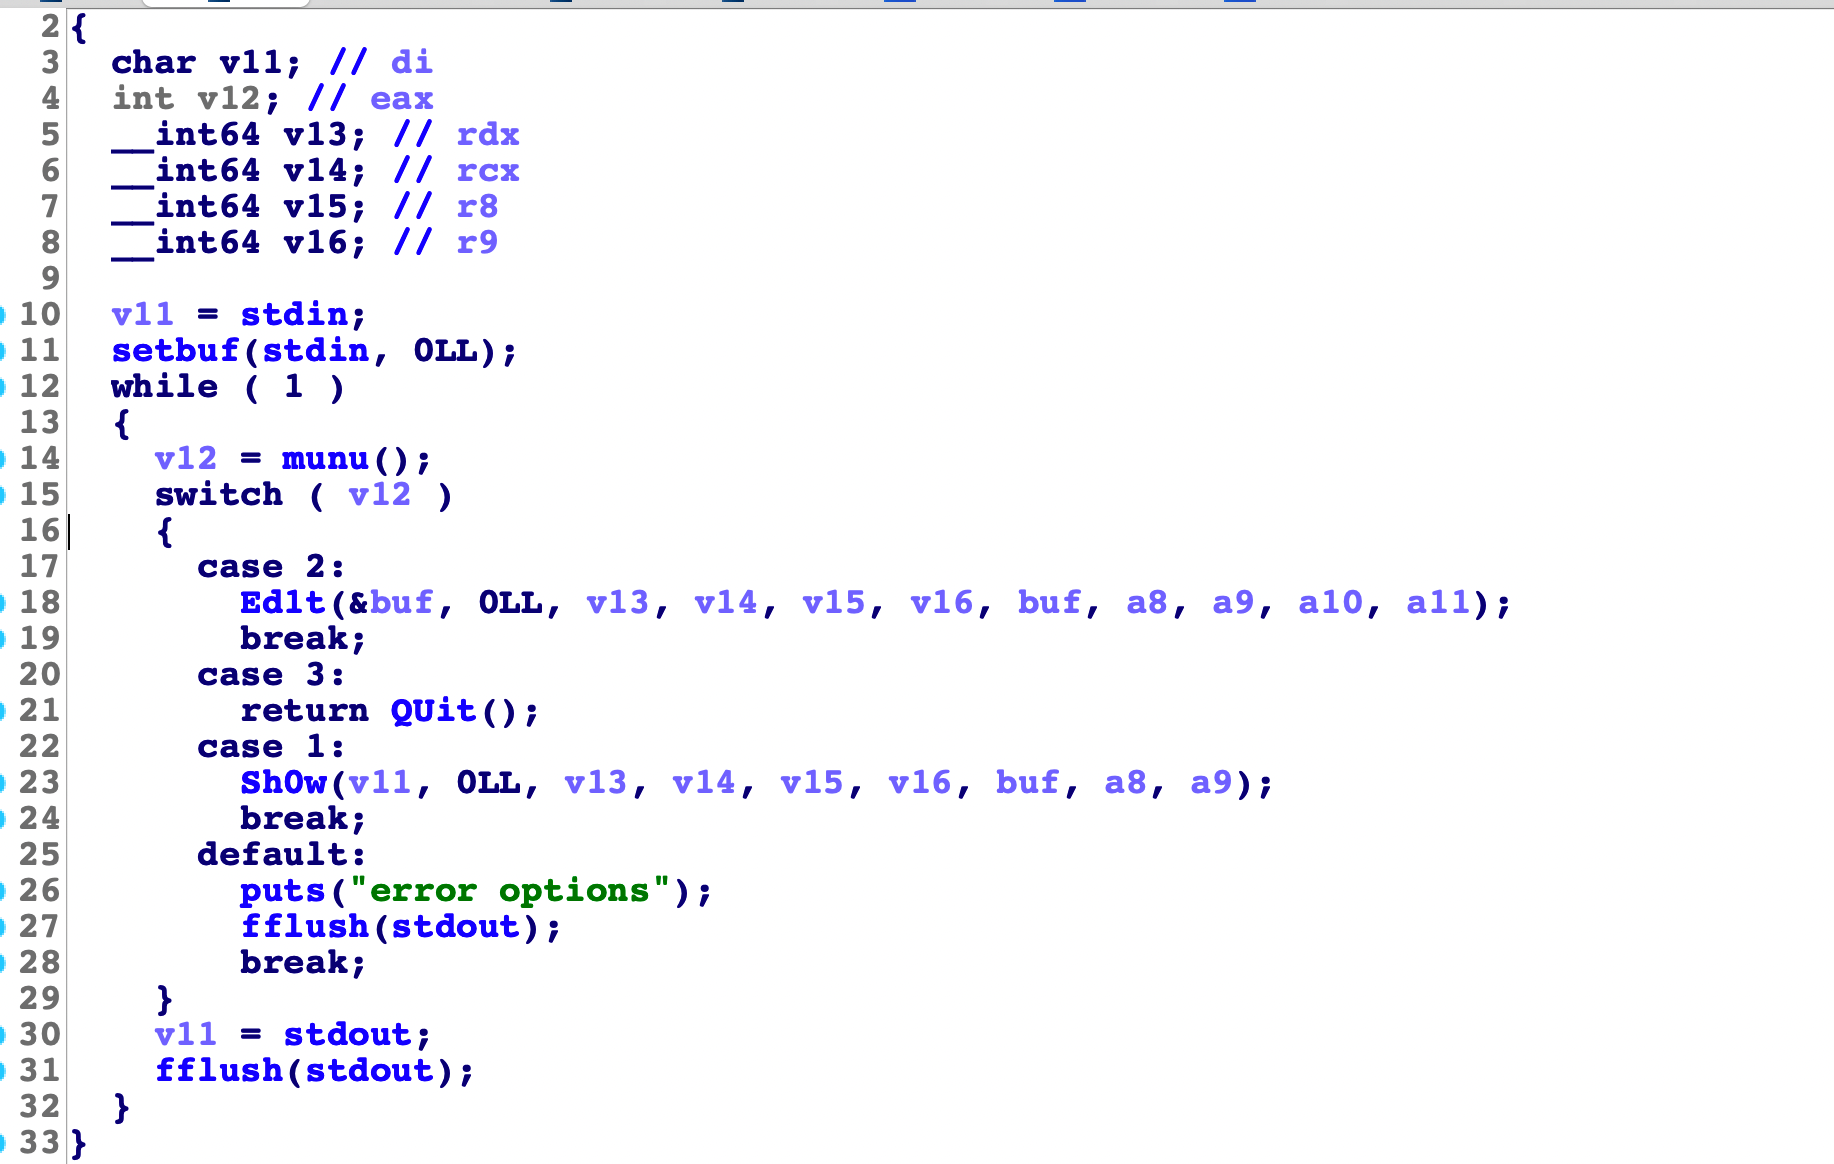 2 {
3 char v11; // di
4 int v12; // eax
5 __int64 v13; // rdx
6 __int64 v14; // rcx
7 __int64 v15; // r8
8 __int64 v16; // r9
9
10 v11 = stdin;
11 setbuf(stdin, 0LL);
12 while ( 1 )
13 {
14 v12 = munu();
15 switch ( v12 )
16 {
17 case 2:
18 Ed1t(&buf, 0LL, v13, v14, v15, v16, buf, a8, a9, a10, a11);
19 break;
20 case 3:
21 return QUit();
22 case 1:
23 Sh0w(v11, 0LL, v13, v14, v15, v16, buf, a8, a9);
24 break;
25 default:
26 puts("error options");
27 fflush(stdout);
28 break;
29 }
30 v11 = stdout;
31 fflush(stdout);
32 }
33 }